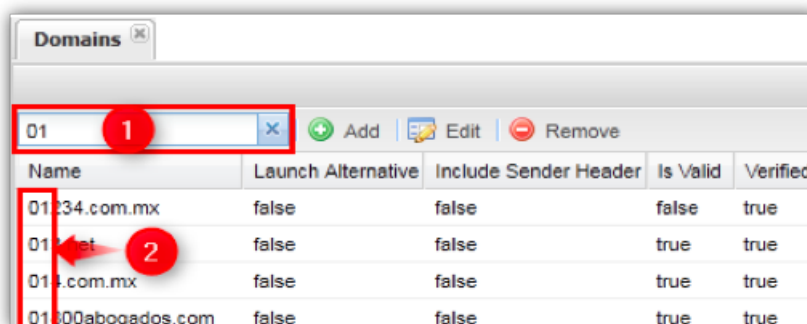 Domains
01 1 Add Edit Remove
Name Launch Alternative Include Sender Header Is Valid Verified
01234.com.mx false false false true
2 false false true true
014.com.mx false false true true
01800abogados.com false false true true